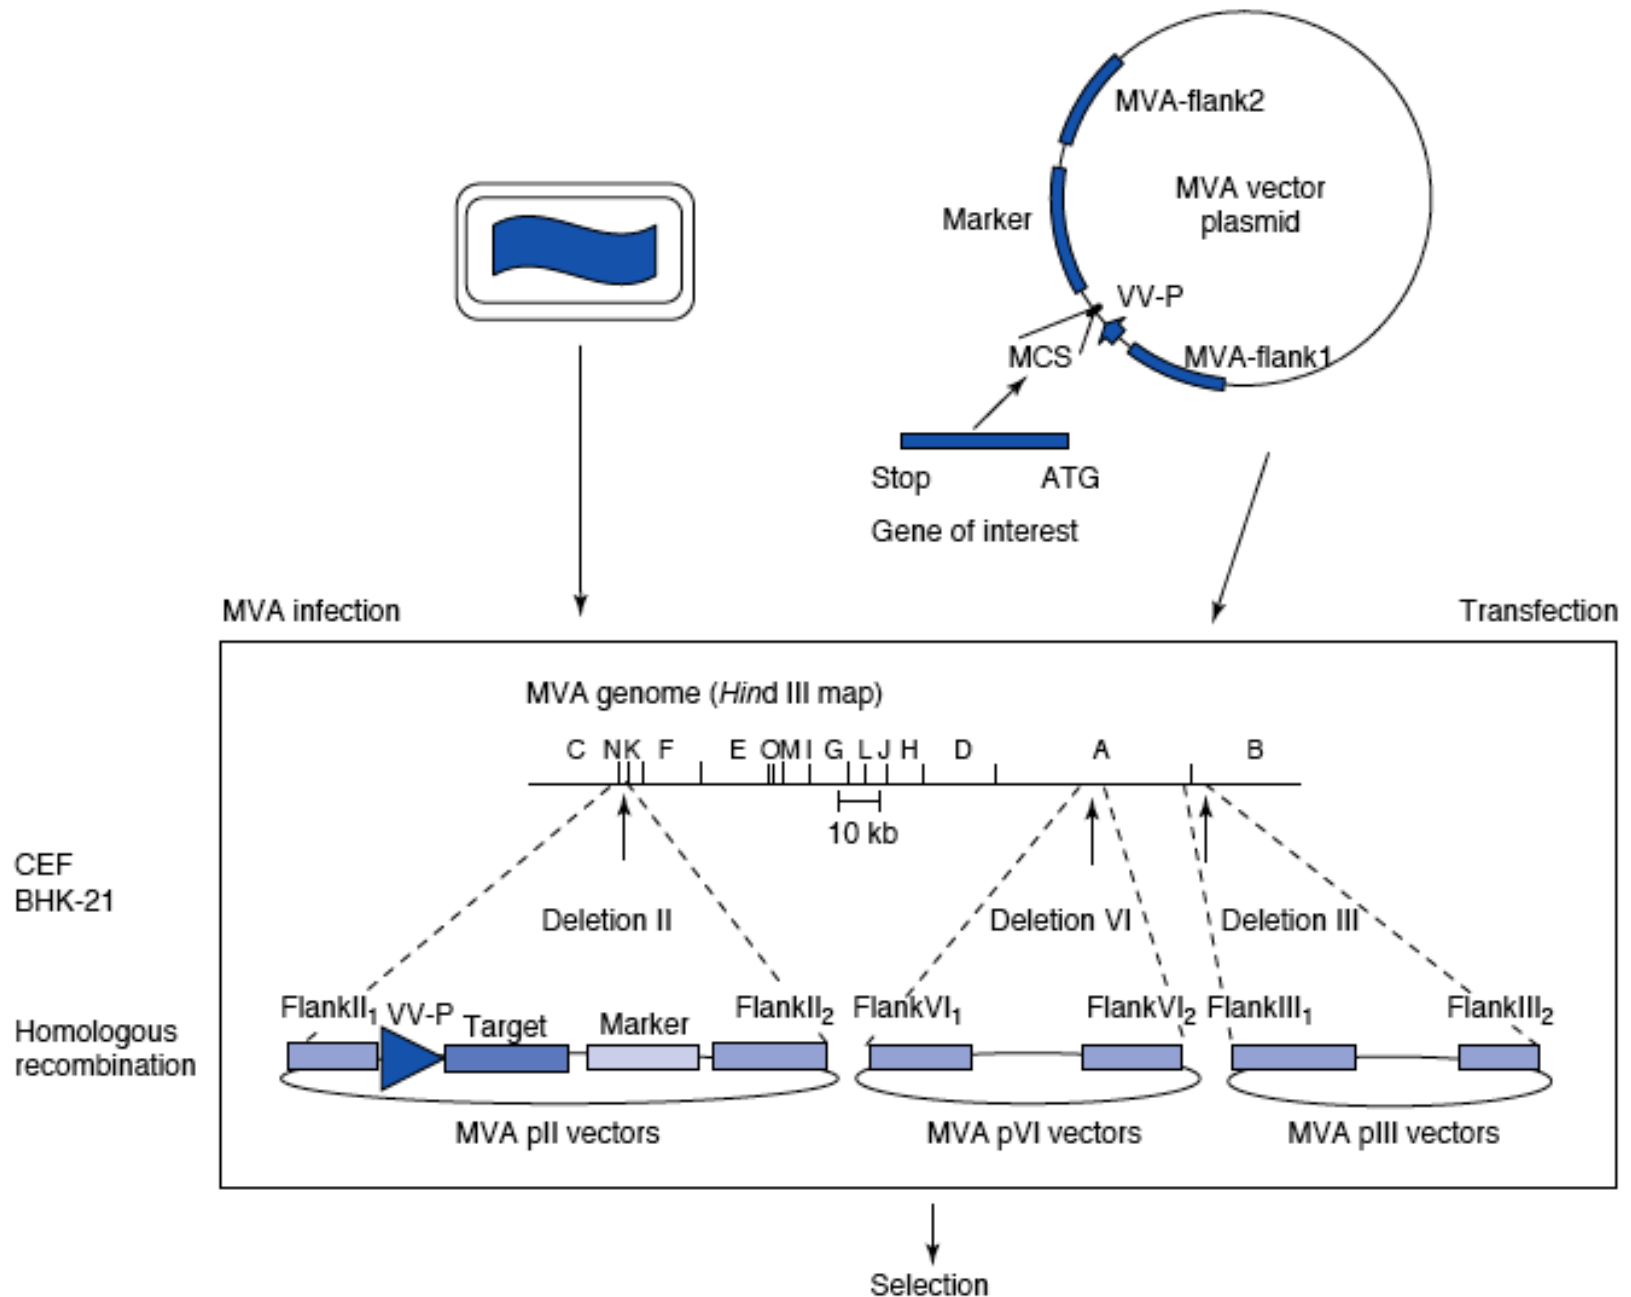 MVA-flank2
MVA vector
plasmid
Marker
VV-P
MCS
MVA-flank1
Stop
ATG
Gene of interest
MVA infection
Transfection
MVA genome (Hind III map)
C N K F E O M I G L J H D A B
10 kb
CEF
BHK-21
Deletion II
Deletion VI
Deletion III
FlankII1
VV-P
Target
Marker
FlankII2
FlankVI1
FlankVI2
FlankIII1
FlankIII2
Homologous
recombination
MVA pII vectors
MVA pVI vectors
MVA pIII vectors
Selection